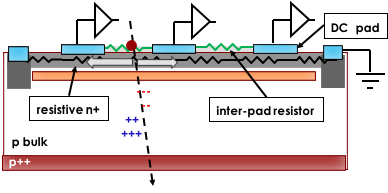 DC pad
resistive n+
inter-pad resistor
--
--
++
+++
p bulk
p++